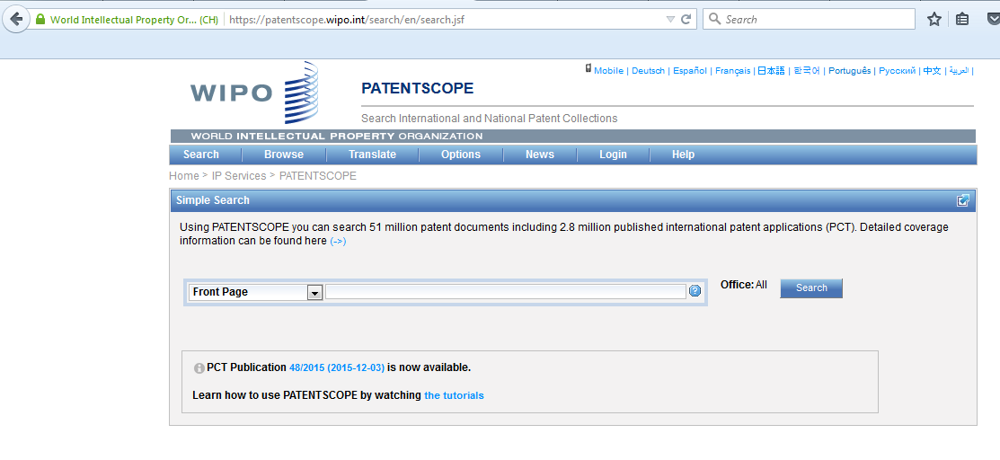 World Intellectual Property Or... (CH) https://patentscope.wipo.int/search/en/search.jsf Search
Mobile | Deutsch | Español | Français | 日本語 | 한국어 | Português | Русский | 中文 | العربية |
WIPO
PATENTSCOPE
Search International and National Patent Collections
WORLD INTELLECTUAL PROPERTY ORGANIZATION
Search Browse Translate Options News Login Help
Home > IP Services > PATENTSCOPE
Simple Search
Using PATENTSCOPE you can search 51 million patent documents including 2.8 million published international patent applications (PCT). Detailed coverage
information can be found here (->)
Front Page ? Office: All Search
PCT Publication 48/2015 (2015-12-03) is now available.
Learn how to use PATENTSCOPE by watching the tutorials